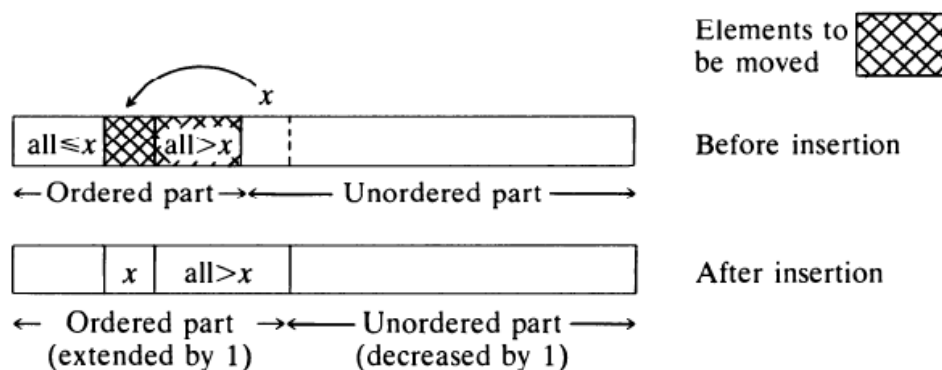 Elements to
be moved
x
all≤x
all>x
Before insertion
Ordered part
Unordered part
x
all>x
After insertion
Ordered part
(extended by 1)
Unordered part
(decreased by 1)